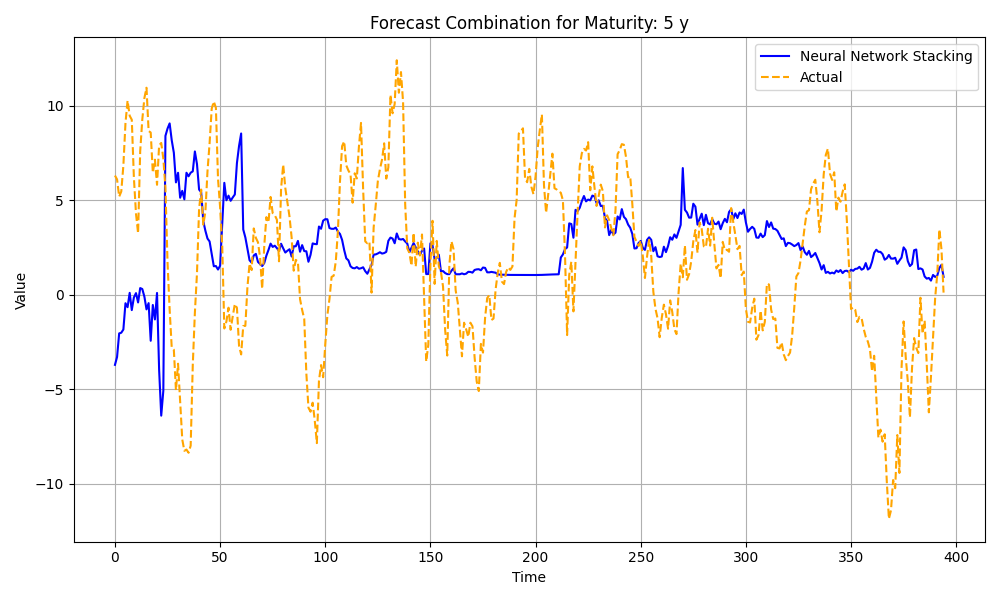 Forecast Combination for Maturity: 5 y
Neural Network Stacking
Actual
Value
10
5
0
−5
−10
0 50 100 150 200 250 300 350 400
Time